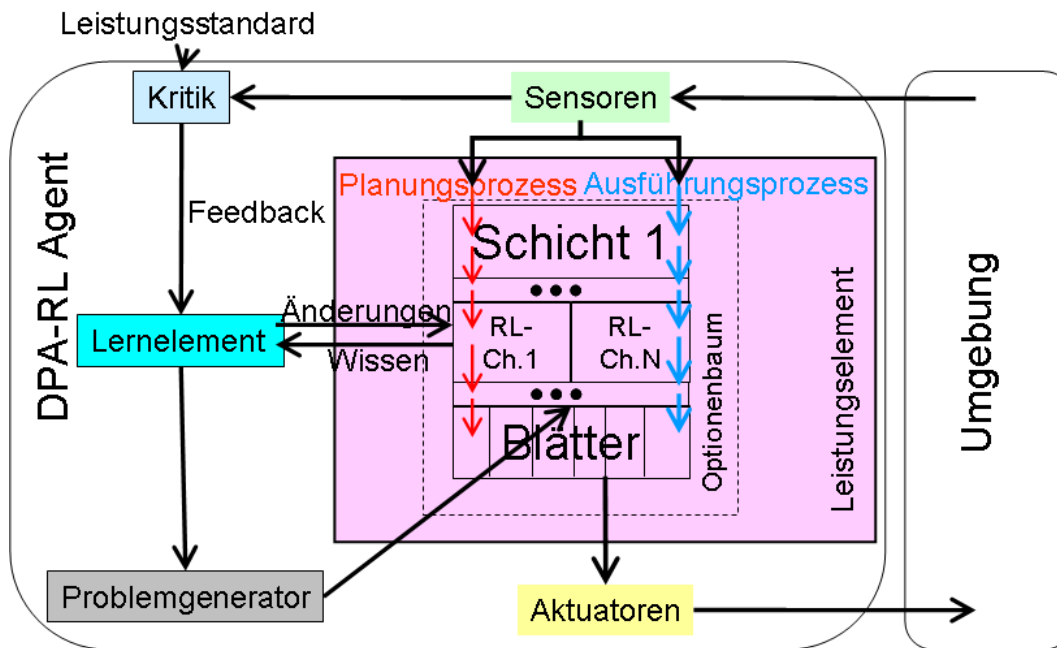 Leistungsstandard
Kritik
Sensoren
Planungsprozess
Ausführungsprozess
Feedback
Schicht 1
DPA-RL Agent
Änderungen
Lernelement
Wissen
RL-
Ch.1
RL-
Ch.N
Optionenbaum
Leistungselement
Umgebung
Blätter
Problemgenerator
Aktuatoren